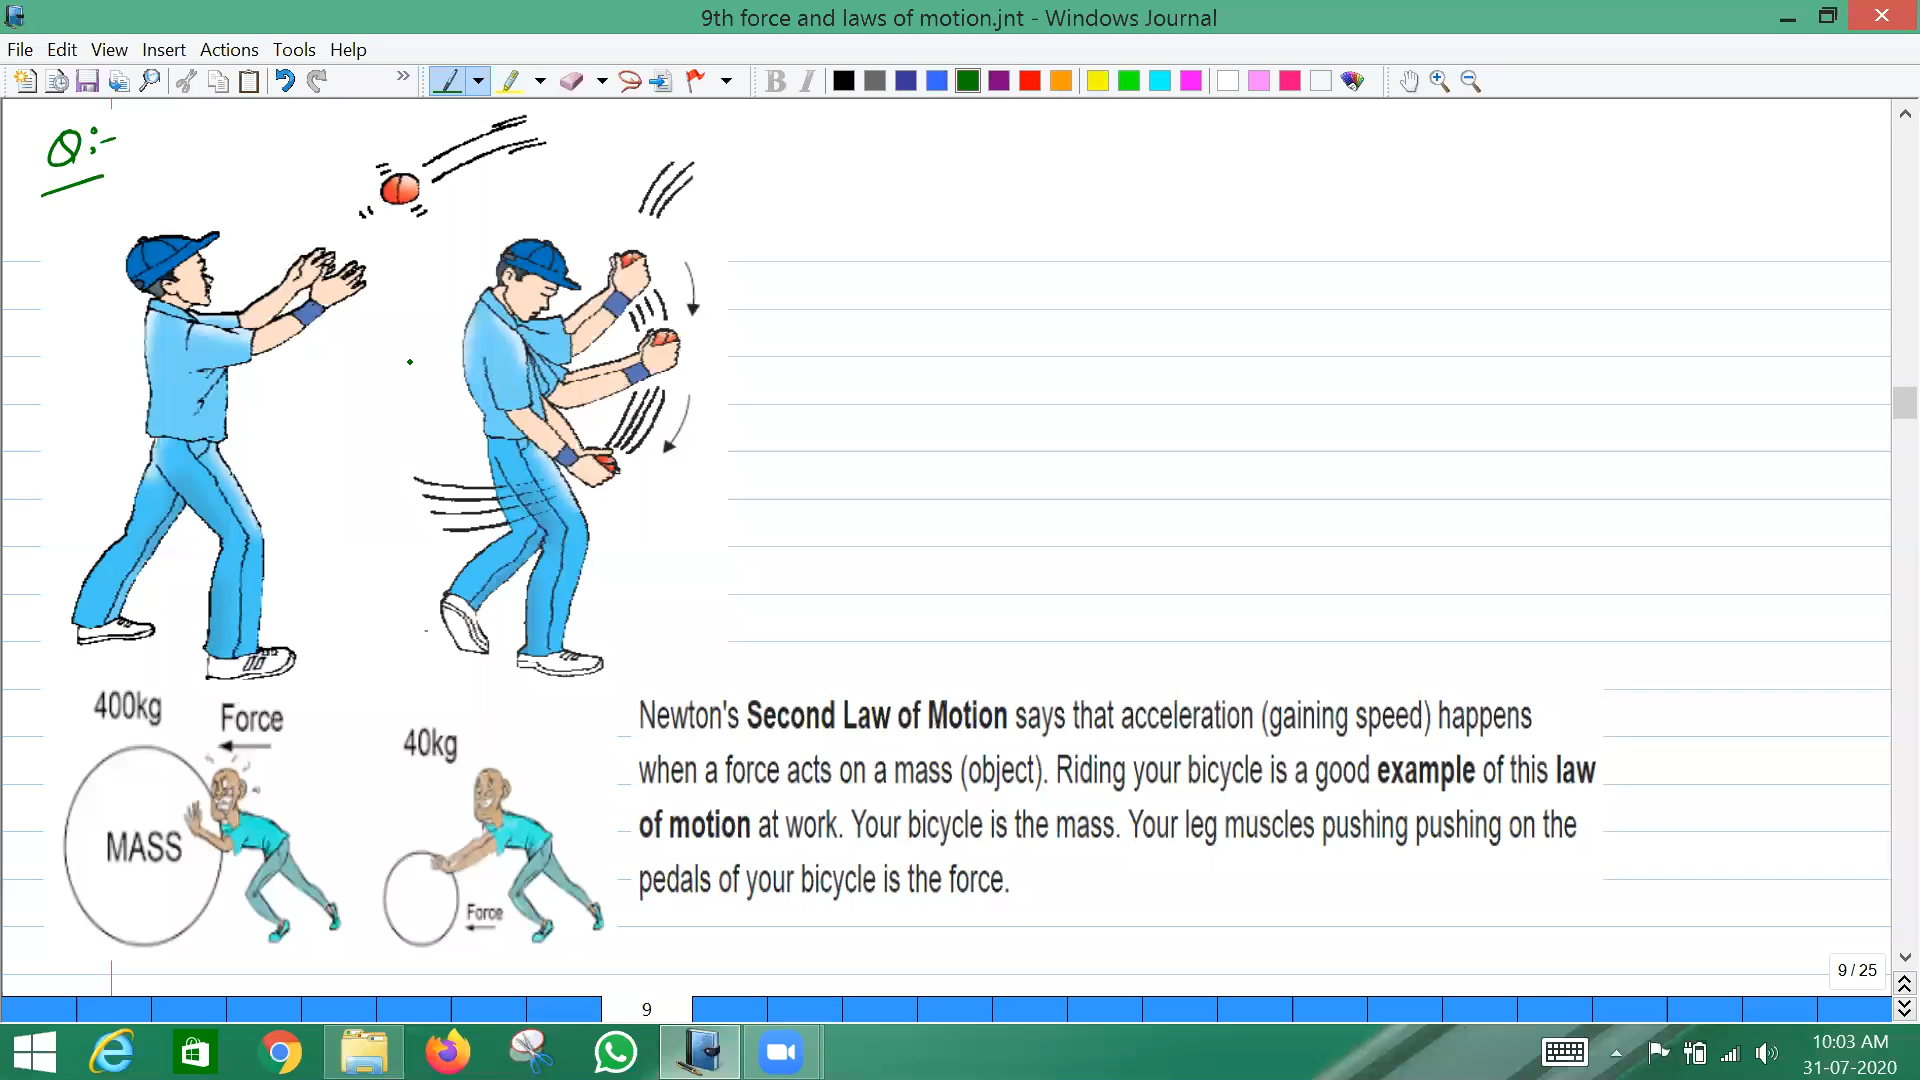 9th force and laws of motion.jnt - Windows Journal
File Edit View Insert Actions Tools Help
B I
Q:-
400kg
Force
40kg
MASS
Force
Newton's Second Law of Motion says that acceleration (gaining speed) happens
when a force acts on a mass (object). Riding your bicycle is a good example of this law
of motion at work. Your bicycle is the mass. Your leg muscles pushing pushing on the
pedals of your bicycle is the force.
9 / 25
9
10:03 AM
31-07-2020